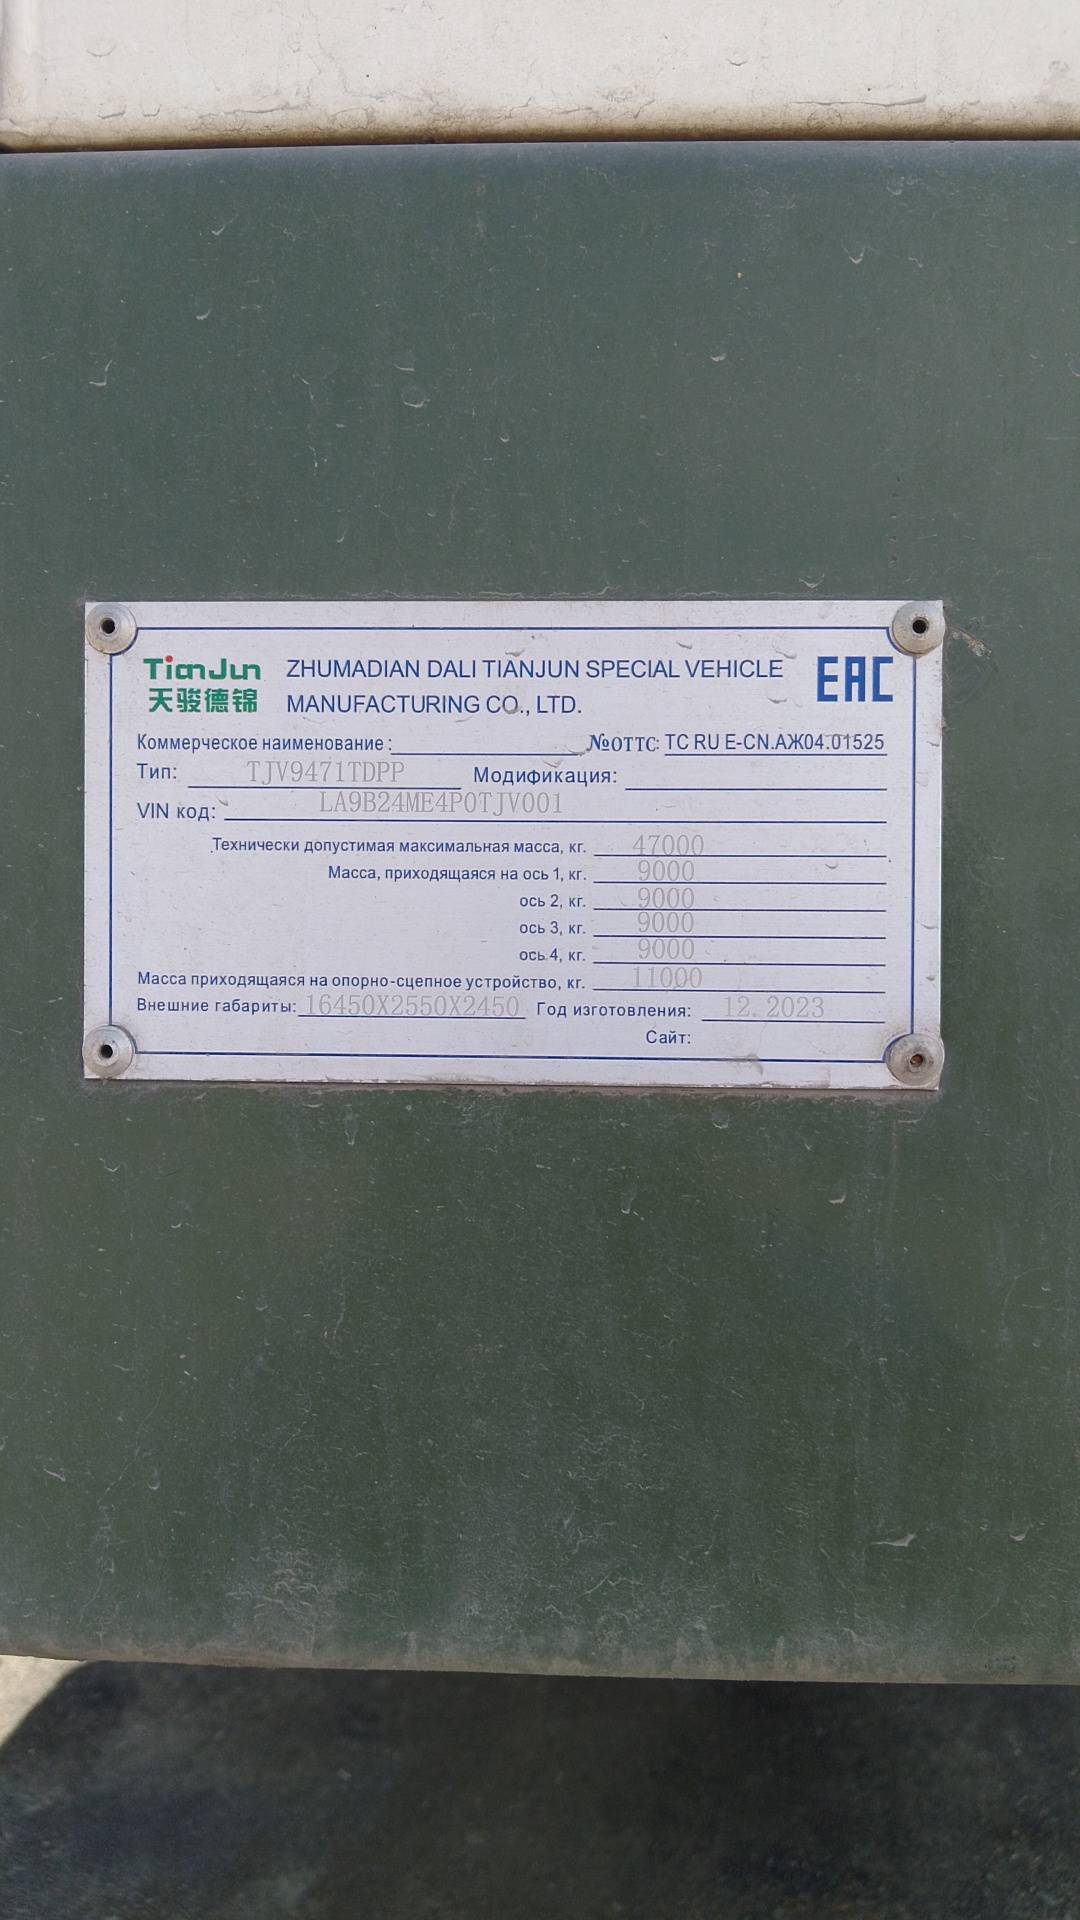 TianJun ZHUMADIAN DALI TIANJUN SPECIAL VEHICLE EAC
天骏德锦 MANUFACTURING CO., LTD.
Коммерческое наименование: №ОТТС: TC RU E-CN.АЖ04.01525
Тип: TJV9471TDPP Модификация:
VIN код: LA9B24ME4P0TJV001
Технически допустимая максимальная масса, кг. 47000
Масса, приходящаяся на ось 1, кг. 9000
ось 2, кг. 9000
ось 3, кг. 9000
ось 4, кг. 9000
Масса приходящаяся на опорно-сцепное устройство, кг. 11000
Внешние габариты: 16450X2550X2450 Год изготовления: 12.2023
Сайт: